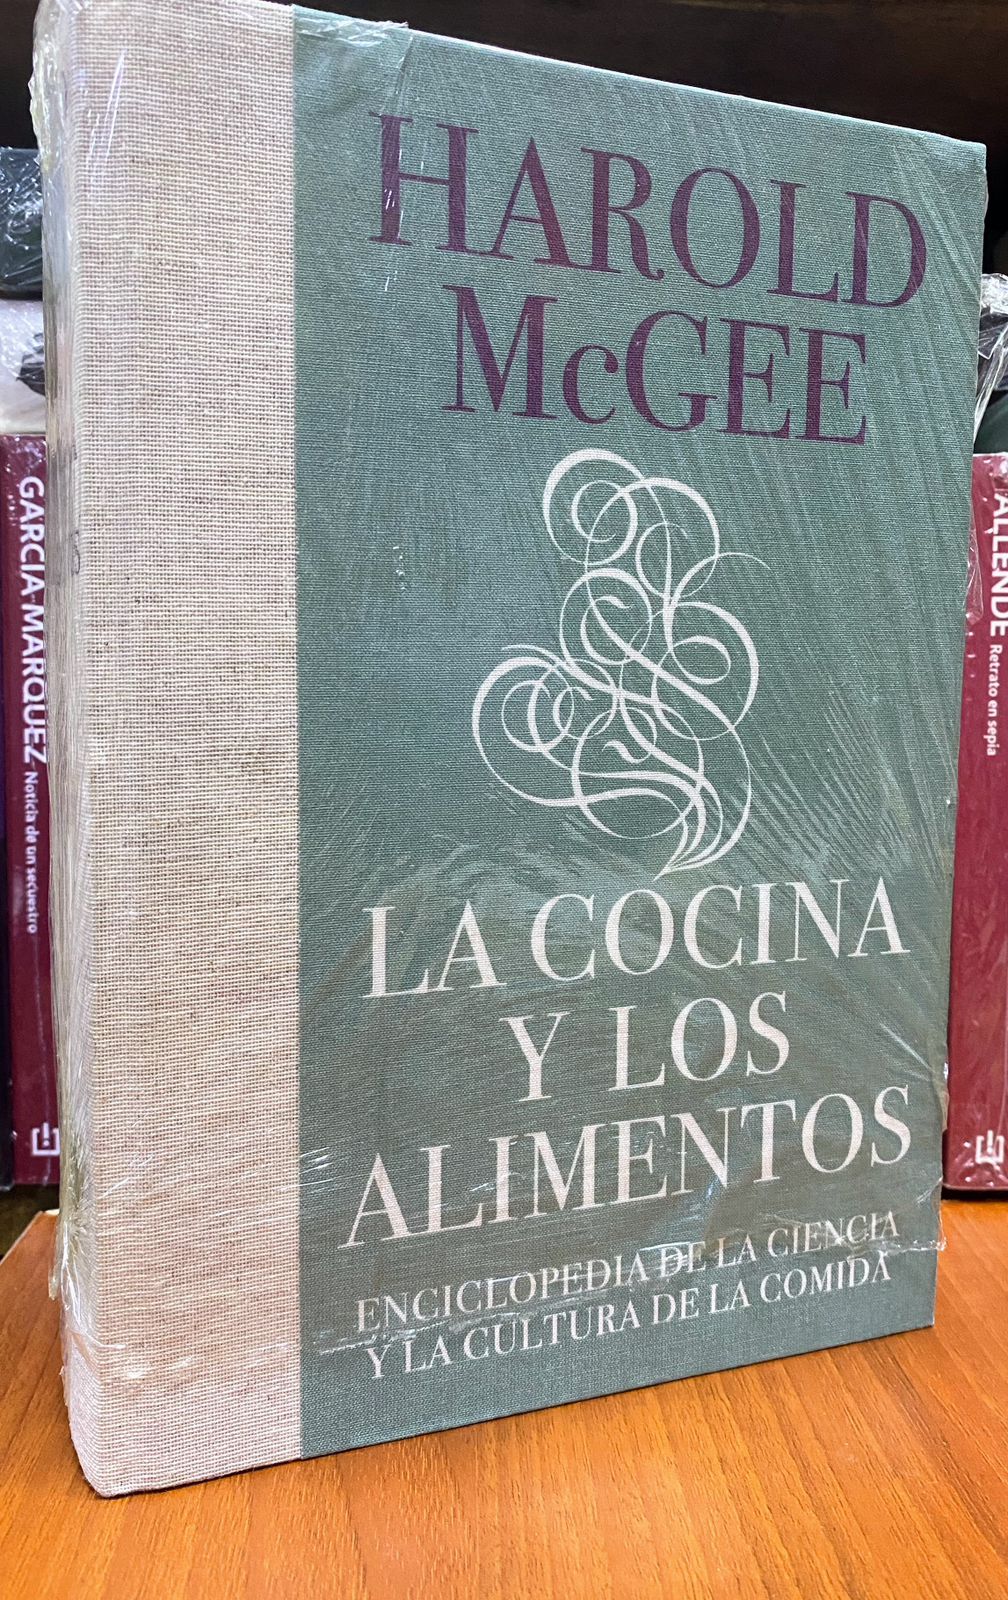 HAROLD
McGEE
LA COCINA
Y LOS
ALIMENTOS
ENCICLOPEDIA DE LA CIENCIA
Y LA CULTURA DE LA COMIDA
GARCIA MARQUEZ Noticia de un secuestro
ALLENDE Retrato en sepia